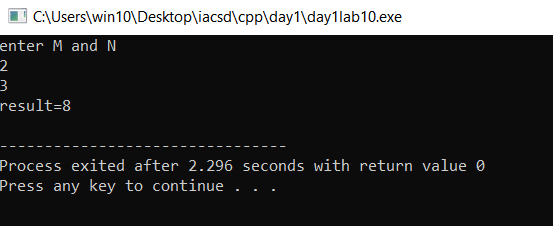 C:\Users\win10\Desktop\iacsd\cpp\day1\day1lab10.exe
enter M and N
2
3
result=8
--------------------------------
Process exited after 2.296 seconds with return value 0
Press any key to continue . . .